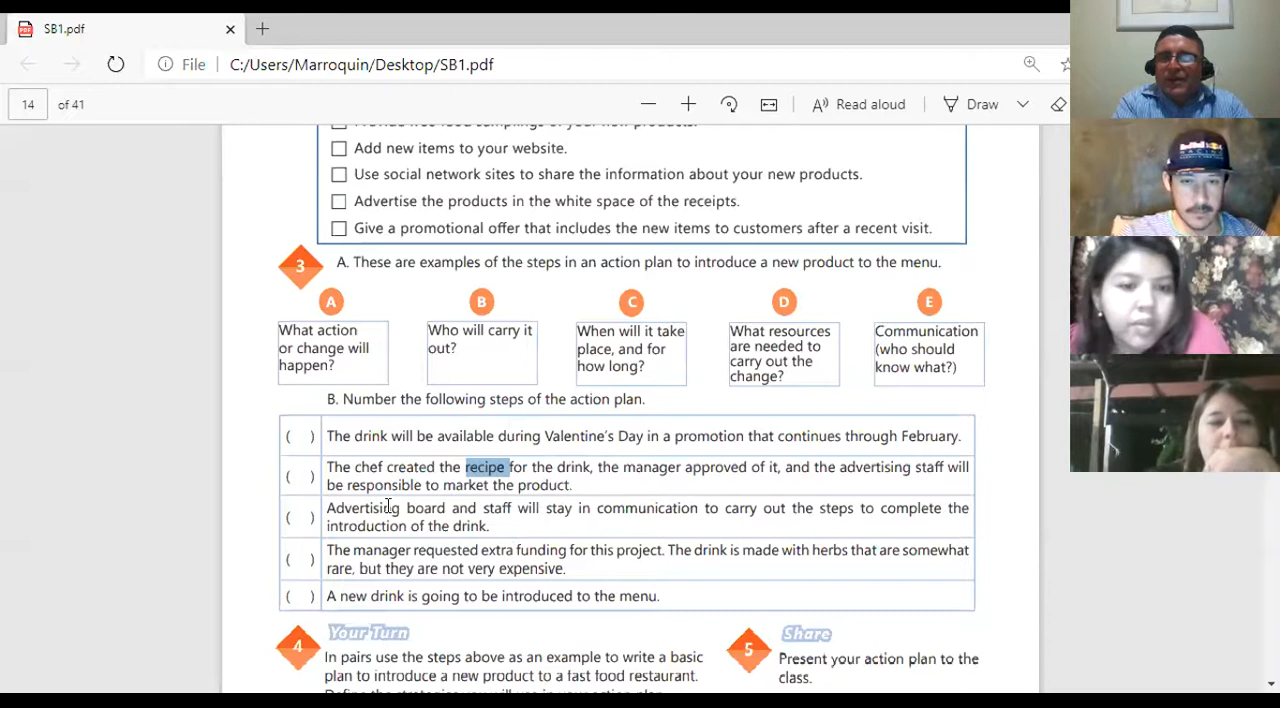 SB1.pdf
File C:/Users/Marroquin/Desktop/SB1.pdf
14 of 41 Read aloud Draw
Add new items to your website.
Use social network sites to share the information about your new products.
Advertise the products in the white space of the receipts.
Give a promotional offer that includes the new items to customers after a recent visit.
3 A. These are examples of the steps in an action plan to introduce a new product to the menu.
A B C D E
What action
or change will
happen?
Who will carry it
out?
When will it take
place, and for
how long?
What resources
are needed to
carry out the
change?
Communication
(who should
know what?)
B. Number the following steps of the action plan.
( ) The drink will be available during Valentine's Day in a promotion that continues through February.
( ) The chef created the recipe for the drink, the manager approved of it, and the advertising staff will
be responsible to market the product.
( ) Advertising board and staff will stay in communication to carry out the steps to complete the
introduction of the drink.
( ) The manager requested extra funding for this project. The drink is made with herbs that are somewhat
rare, but they are not very expensive.
( ) A new drink is going to be introduced to the menu.
4 Your Turn
In pairs use the steps above as an example to write a basic
plan to introduce a new product to a fast food restaurant.
5 Share
Present your action plan to the
class.
Red Bull
RACING